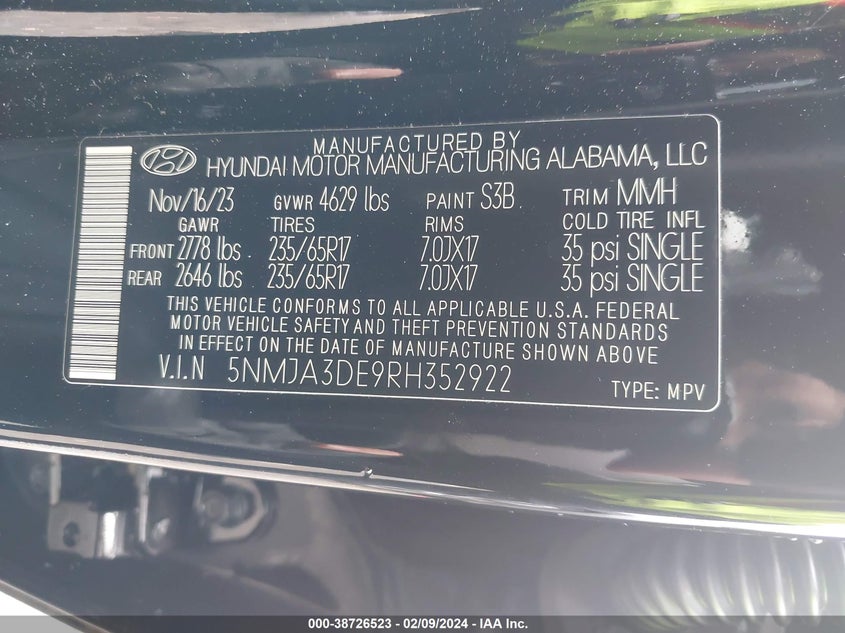 MANUFACTURED BY
HYUNDAI MOTOR MANUFACTURING ALABAMA, LLC
Nov/16/23 GVWR 4629 lbs PAINT S3B TRIM MMH
GAWR TIRES RIMS COLD TIRE INFL
FRONT 2778 lbs 235/65R17 7.0JX17 35 psi SINGLE
REAR 2646 lbs 235/65R17 7.0JX17 35 psi SINGLE
THIS VEHICLE CONFORMS TO ALL APPLICABLE U.S.A. FEDERAL
MOTOR VEHICLE SAFETY AND THEFT PREVENTION STANDARDS
IN EFFECT ON THE DATE OF MANUFACTURE SHOWN ABOVE
V.I.N 5NMJA3DE9RH352922 TYPE: MPV
000-38726523 - 02/09/2024 - IAA Inc.